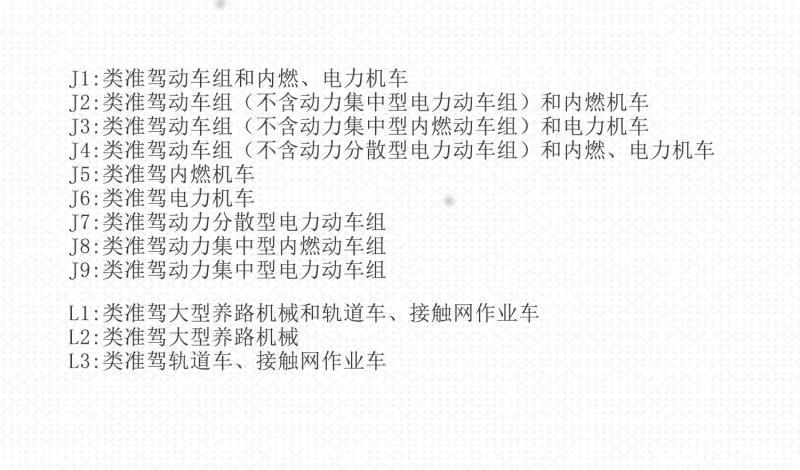 J1:类准驾动车组和内燃、电力机车
J2:类准驾动车组（不含动力集中型电力动车组）和内燃机车
J3:类准驾动车组（不含动力集中型内燃动车组）和电力机车
J4:类准驾动车组（不含动力分散型电力动车组）和内燃、电力机车
J5:类准驾内燃机车
J6:类准驾电力机车
J7:类准驾动力分散型电力动车组
J8:类准驾动力集中型内燃动车组
J9:类准驾动力集中型电力动车组
L1:类准驾大型养路机械和轨道车、接触网作业车
L2:类准驾大型养路机械
L3:类准驾轨道车、接触网作业车